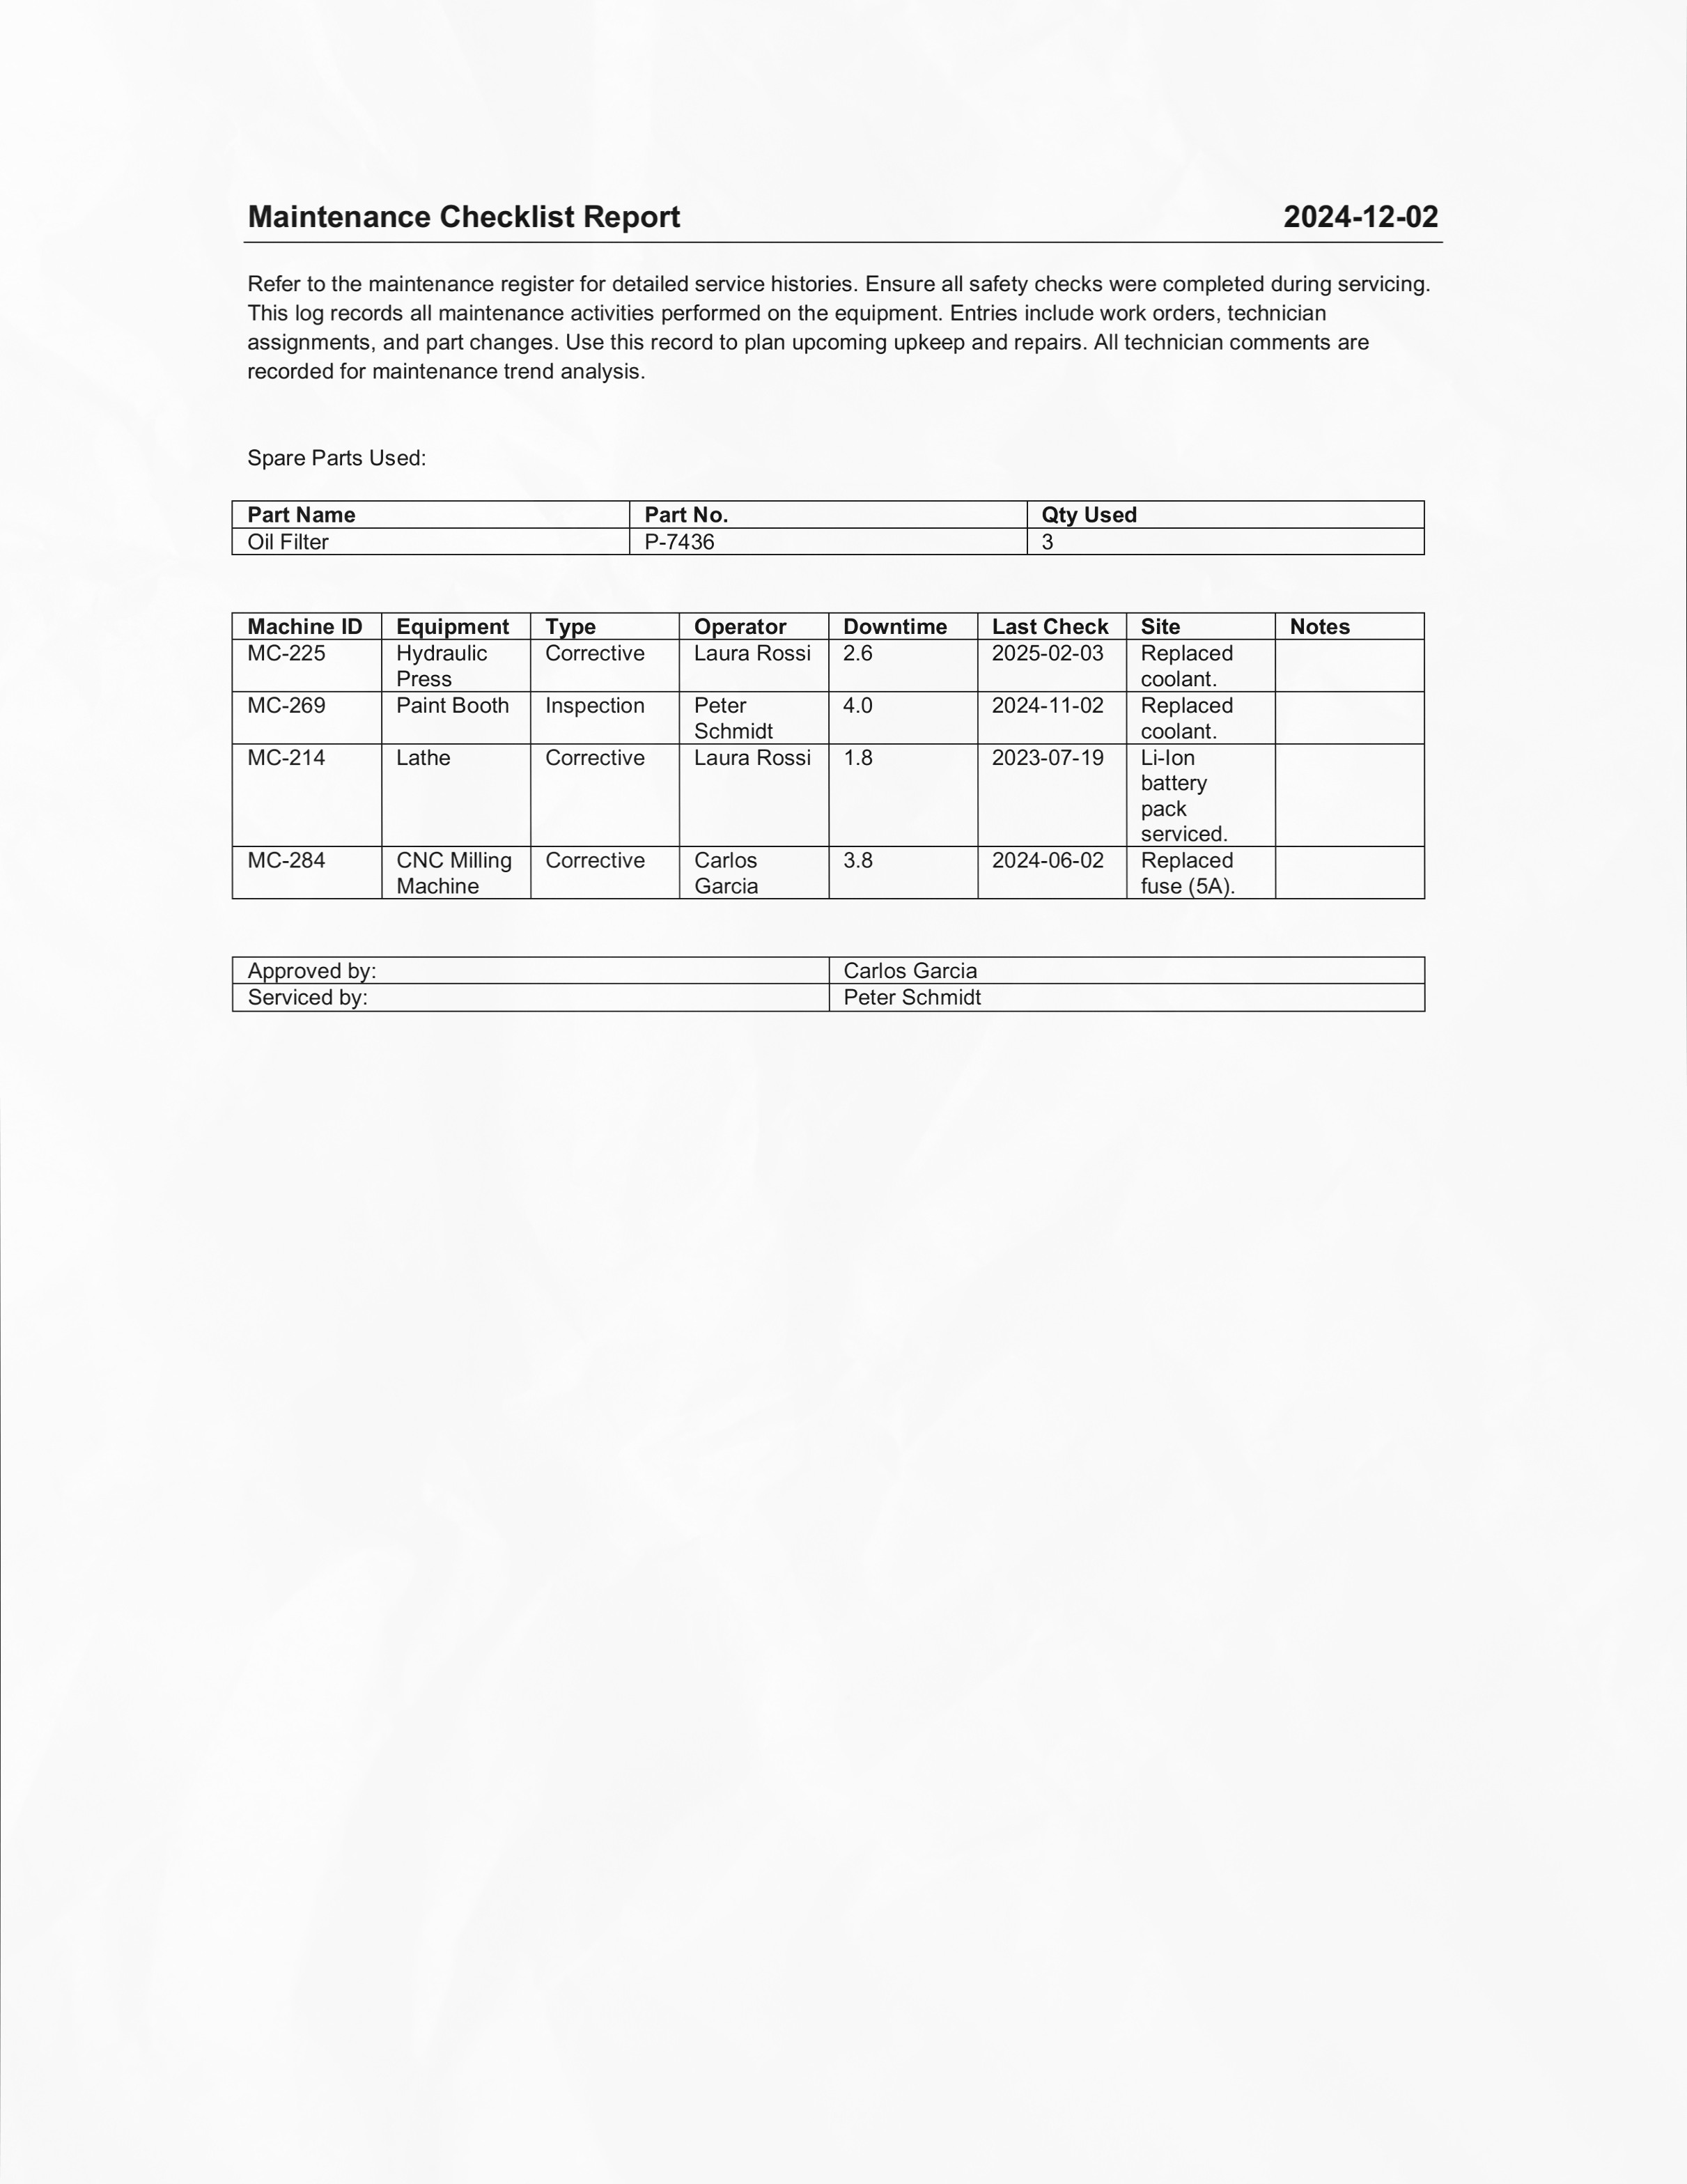 Maintenance Checklist Report 2024-12-02
Refer to the maintenance register for detailed service histories. Ensure all safety checks were completed during servicing.
This log records all maintenance activities performed on the equipment. Entries include work orders, technician
assignments, and part changes. Use this record to plan upcoming upkeep and repairs. All technician comments are
recorded for maintenance trend analysis.
Spare Parts Used:
Part Name Part No. Qty Used
Oil Filter P-7436 3
Machine ID Equipment Type Operator Downtime Last Check Site Notes
MC-225 Hydraulic Corrective Laura Rossi 2.6 2025-02-03 Replaced
Press coolant.
MC-269 Paint Booth Inspection Peter 4.0 2024-11-02 Replaced
Schmidt coolant.
MC-214 Lathe Corrective Laura Rossi 1.8 2023-07-19 Li-Ion
battery
pack
serviced.
MC-284 CNC Milling Corrective Carlos 3.8 2024-06-02 Replaced
Machine Garcia fuse (5A).
Approved by: Carlos Garcia
Serviced by: Peter Schmidt